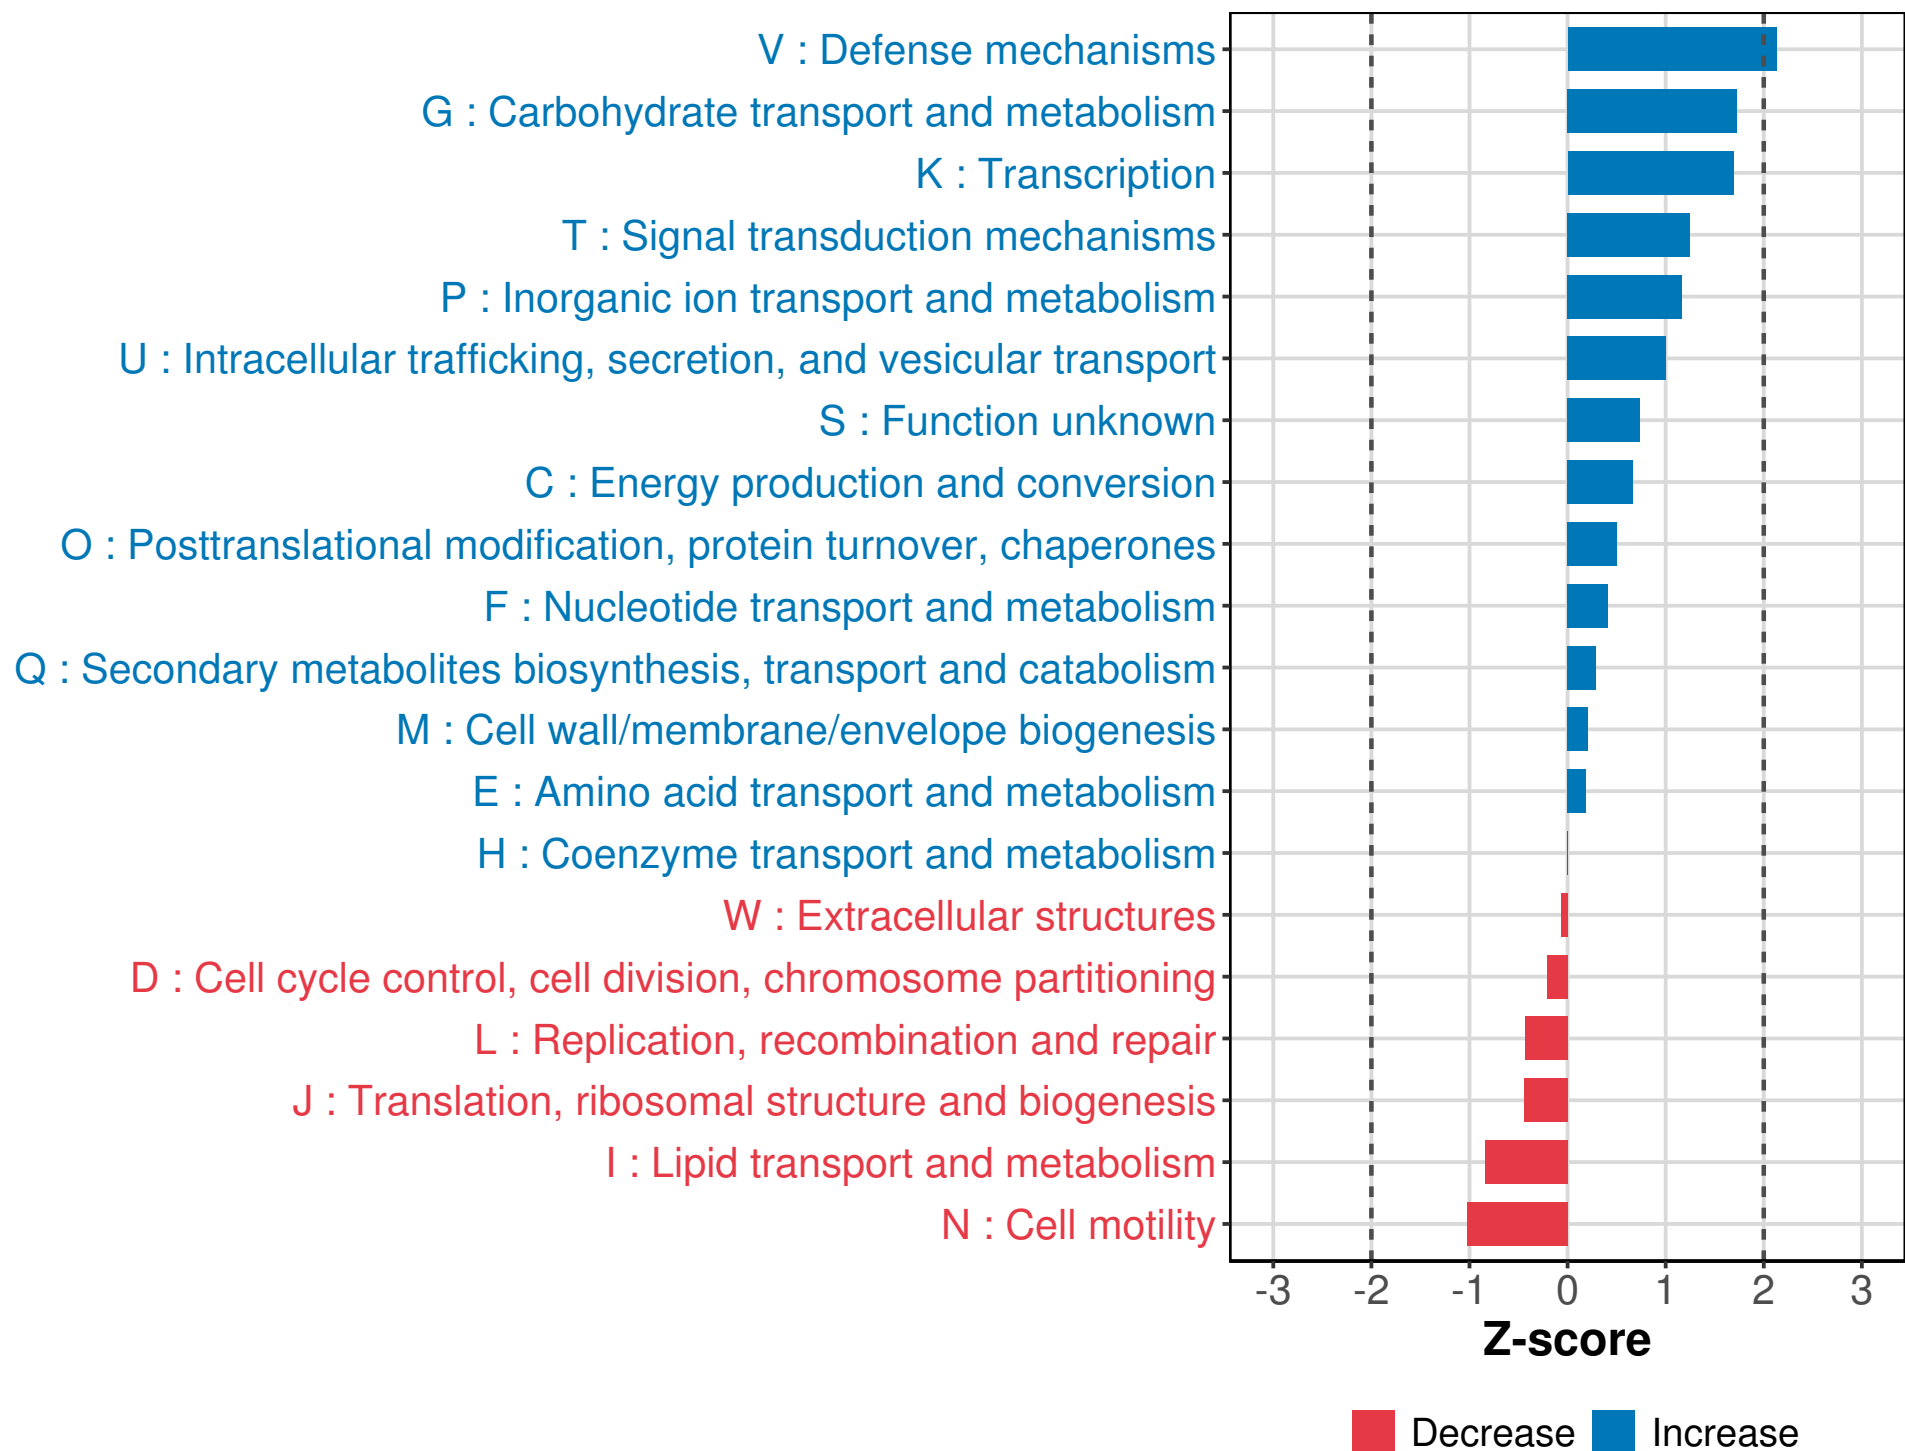 V : Defense mechanisms
G : Carbohydrate transport and metabolism
K : Transcription
T : Signal transduction mechanisms
P : Inorganic ion transport and metabolism
U : Intracellular trafficking, secretion, and vesicular transport
S : Function unknown
C : Energy production and conversion
O : Posttranslational modification, protein turnover, chaperones
F : Nucleotide transport and metabolism
Q : Secondary metabolites biosynthesis, transport and catabolism
M : Cell wall/membrane/envelope biogenesis
E : Amino acid transport and metabolism
H : Coenzyme transport and metabolism
W : Extracellular structures
D : Cell cycle control, cell division, chromosome partitioning
L : Replication, recombination and repair
J : Translation, ribosomal structure and biogenesis
I : Lipid transport and metabolism
N : Cell motility
-3 -2 -1 0 1 2 3
Z-score
Decrease Increase